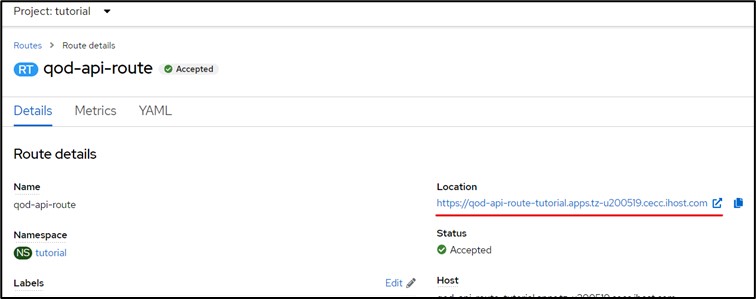 Project: tutorial
Routes > Route details
RT qod-api-route Accepted
Details Metrics YAML
Route details
Name
qod-api-route
Namespace
NS tutorial
Labels
Edit
Location
https://qod-api-route-tutorial.apps.tz-u200519.cecc.ihost.com
Status
Accepted
Host